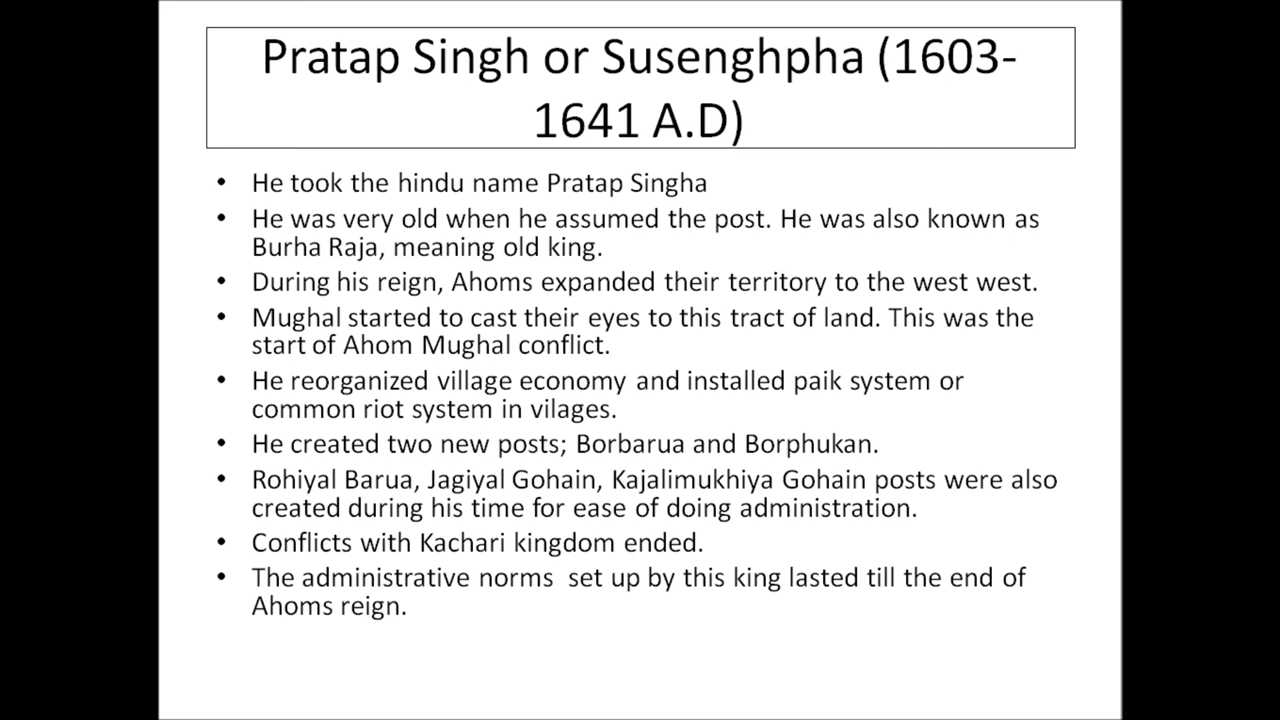 Pratap Singh or Susenghpha (1603-
1641 A.D)
• He took the hindu name Pratap Singha
• He was very old when he assumed the post. He was also known as
Burha Raja, meaning old king.
• During his reign, Ahoms expanded their territory to the west west.
• Mughal started to cast their eyes to this tract of land. This was the
start of Ahom Mughal conflict.
• He reorganized village economy and installed paik system or
common riot system in vilages.
• He created two new posts; Borbarua and Borphukan.
• Rohiyal Barua, Jagiyal Gohain, Kajalimukhiya Gohain posts were also
created during his time for ease of doing administration.
• Conflicts with Kachari kingdom ended.
• The administrative norms  set up by this king lasted till the end of
Ahoms reign.